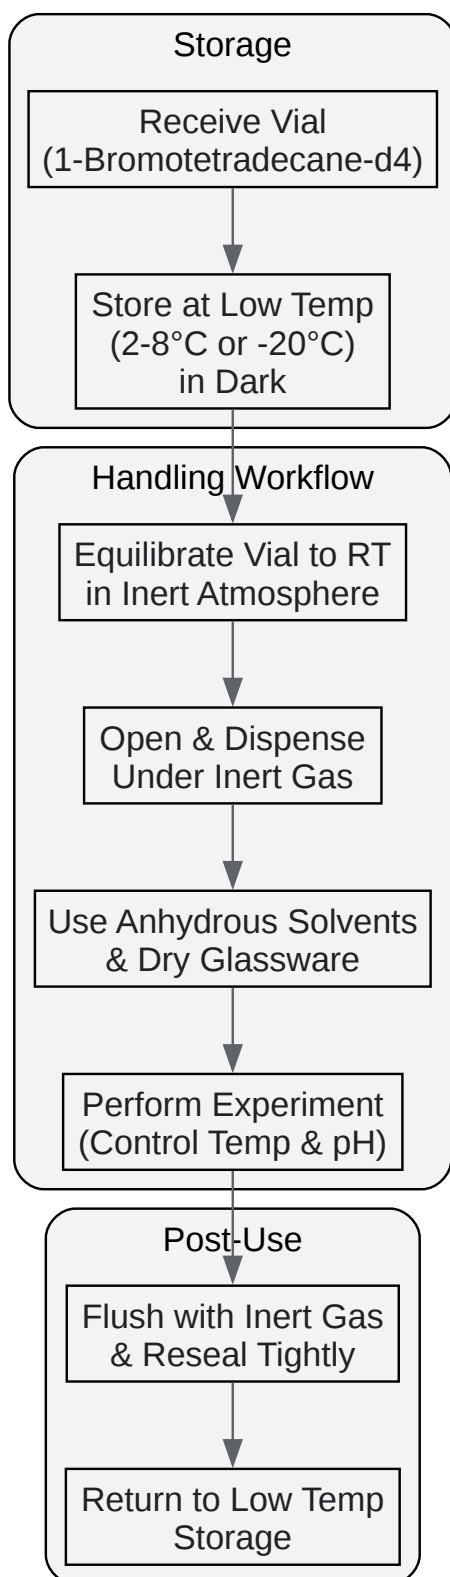 Storage
Receive Vial
(1-Bromotetradecane-d4)
Store at Low Temp
(2-8°C or -20°C)
in Dark
Handling Workflow
Equilibrate Vial to RT
in Inert Atmosphere
Open & Dispense
Under Inert Gas
Use Anhydrous Solvents
& Dry Glassware
Perform Experiment
(Control Temp & pH)
Post-Use
Flush with Inert Gas
& Reseal Tightly
Return to Low Temp
Storage